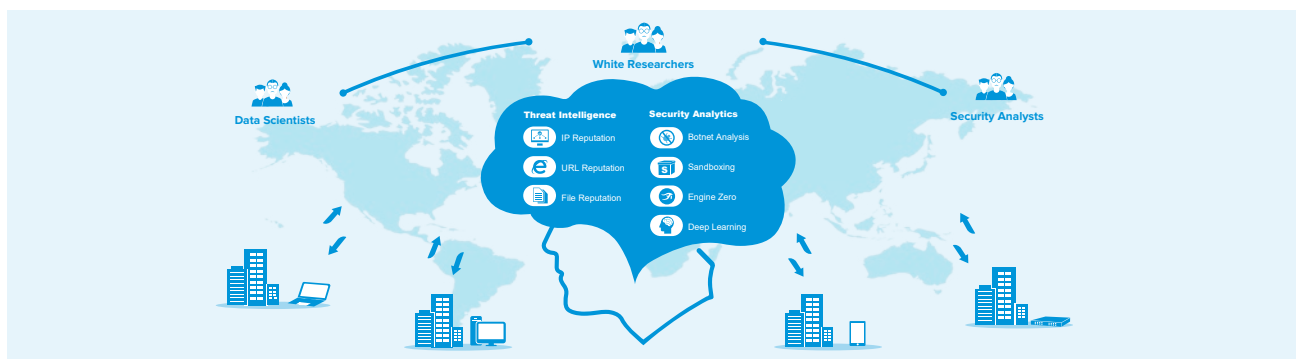 White Researchers
Data Scientists
Security Analysts
Threat Intelligence
IP Reputation
URL Reputation
File Reputation
Security Analytics
Botnet Analysis
Sandboxing
Engine Zero
Deep Learning